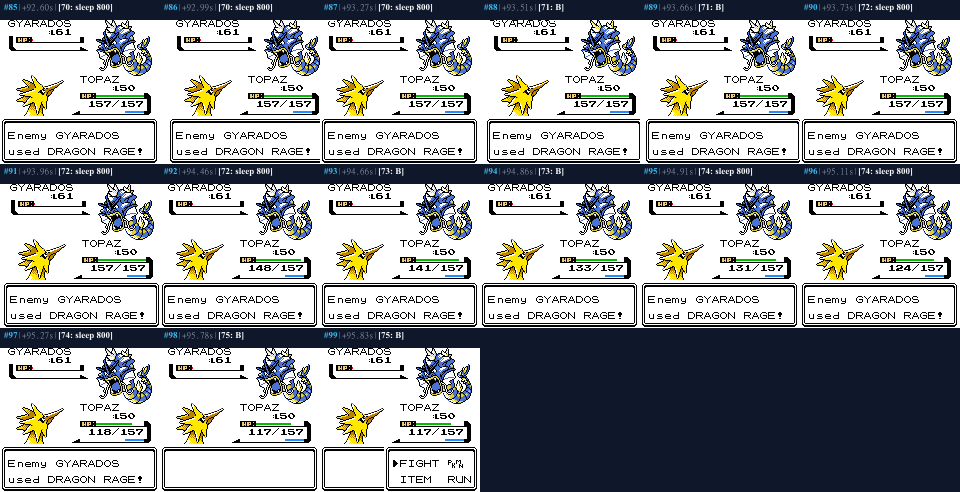 #85 | +92.60s | [70: sleep 800]
GYARADOS
:L61
HP:
TOPAZ
:L50
HP:
157/157
Enemy GYARADOS
used DRAGON RAGE!
#86 | +92.99s | [70: sleep 800]
GYARADOS
:L61
HP:
TOPAZ
:L50
HP:
157/157
Enemy GYARADOS
used DRAGON RAGE!
#87 | +93.27s | [70: sleep 800]
GYARADOS
:L61
HP:
TOPAZ
:L50
HP:
157/157
Enemy GYARADOS
used DRAGON RAGE!
#88 | +93.51s | [71: B]
GYARADOS
:L61
HP:
TOPAZ
:L50
HP:
157/157
Enemy GYARADOS
used DRAGON RAGE!
#89 | +93.66s | [71: B]
GYARADOS
:L61
HP:
TOPAZ
:L50
HP:
157/157
Enemy GYARADOS
used DRAGON RAGE!
#90 | +93.73s | [72: sleep 800]
GYARADOS
:L61
HP:
TOPAZ
:L50
HP:
157/157
Enemy GYARADOS
used DRAGON RAGE!
#91 | +93.96s | [72: sleep 800]
GYARADOS
:L61
HP:
TOPAZ
:L50
HP:
157/157
Enemy GYARADOS
used DRAGON RAGE!
#92 | +94.46s | [72: sleep 800]
GYARADOS
:L61
HP:
TOPAZ
:L50
HP:
148/157
Enemy GYARADOS
used DRAGON RAGE!
#93 | +94.66s | [73: B]
GYARADOS
:L61
HP:
TOPAZ
:L50
HP:
141/157
Enemy GYARADOS
used DRAGON RAGE!
#94 | +94.86s | [73: B]
GYARADOS
:L61
HP:
TOPAZ
:L50
HP:
133/157
Enemy GYARADOS
used DRAGON RAGE!
#95 | +94.91s | [74: sleep 800]
GYARADOS
:L61
HP:
TOPAZ
:L50
HP:
131/157
Enemy GYARADOS
used DRAGON RAGE!
#96 | +95.11s | [74: sleep 800]
GYARADOS
:L61
HP:
TOPAZ
:L50
HP:
124/157
Enemy GYARADOS
used DRAGON RAGE!
#97 | +95.27s | [74: sleep 800]
GYARADOS
:L61
HP:
TOPAZ
:L50
HP:
118/157
Enemy GYARADOS
used DRAGON RAGE!
#98 | +95.78s | [75: B]
GYARADOS
:L61
HP:
TOPAZ
:L50
HP:
117/157
#99 | +95.83s | [75: B]
GYARADOS
:L61
HP:
TOPAZ
:L50
HP:
117/157
▶FIGHT PKMN
ITEM RUN